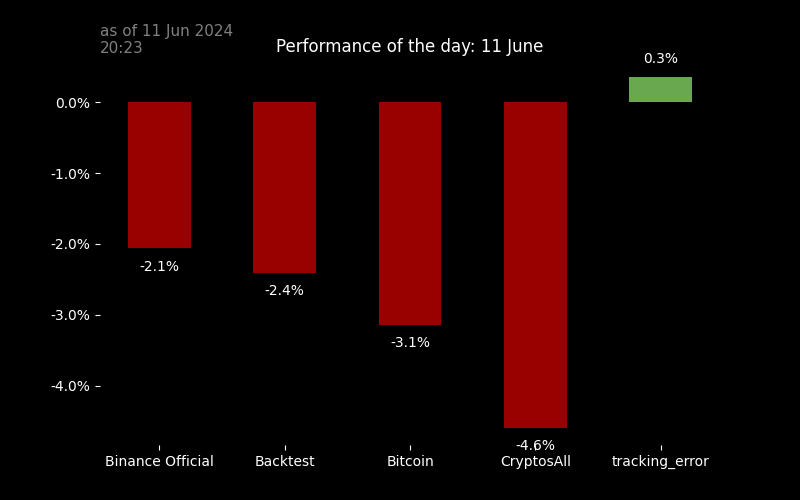 as of 11 Jun 2024
20:23
Performance of the day: 11 June
0.3%
0.0%
-1.0%
-2.0%
-3.0%
-4.0%
-2.1%
-2.4%
-3.1%
-4.6%
Binance Official
Backtest
Bitcoin
CryptosAll
tracking_error